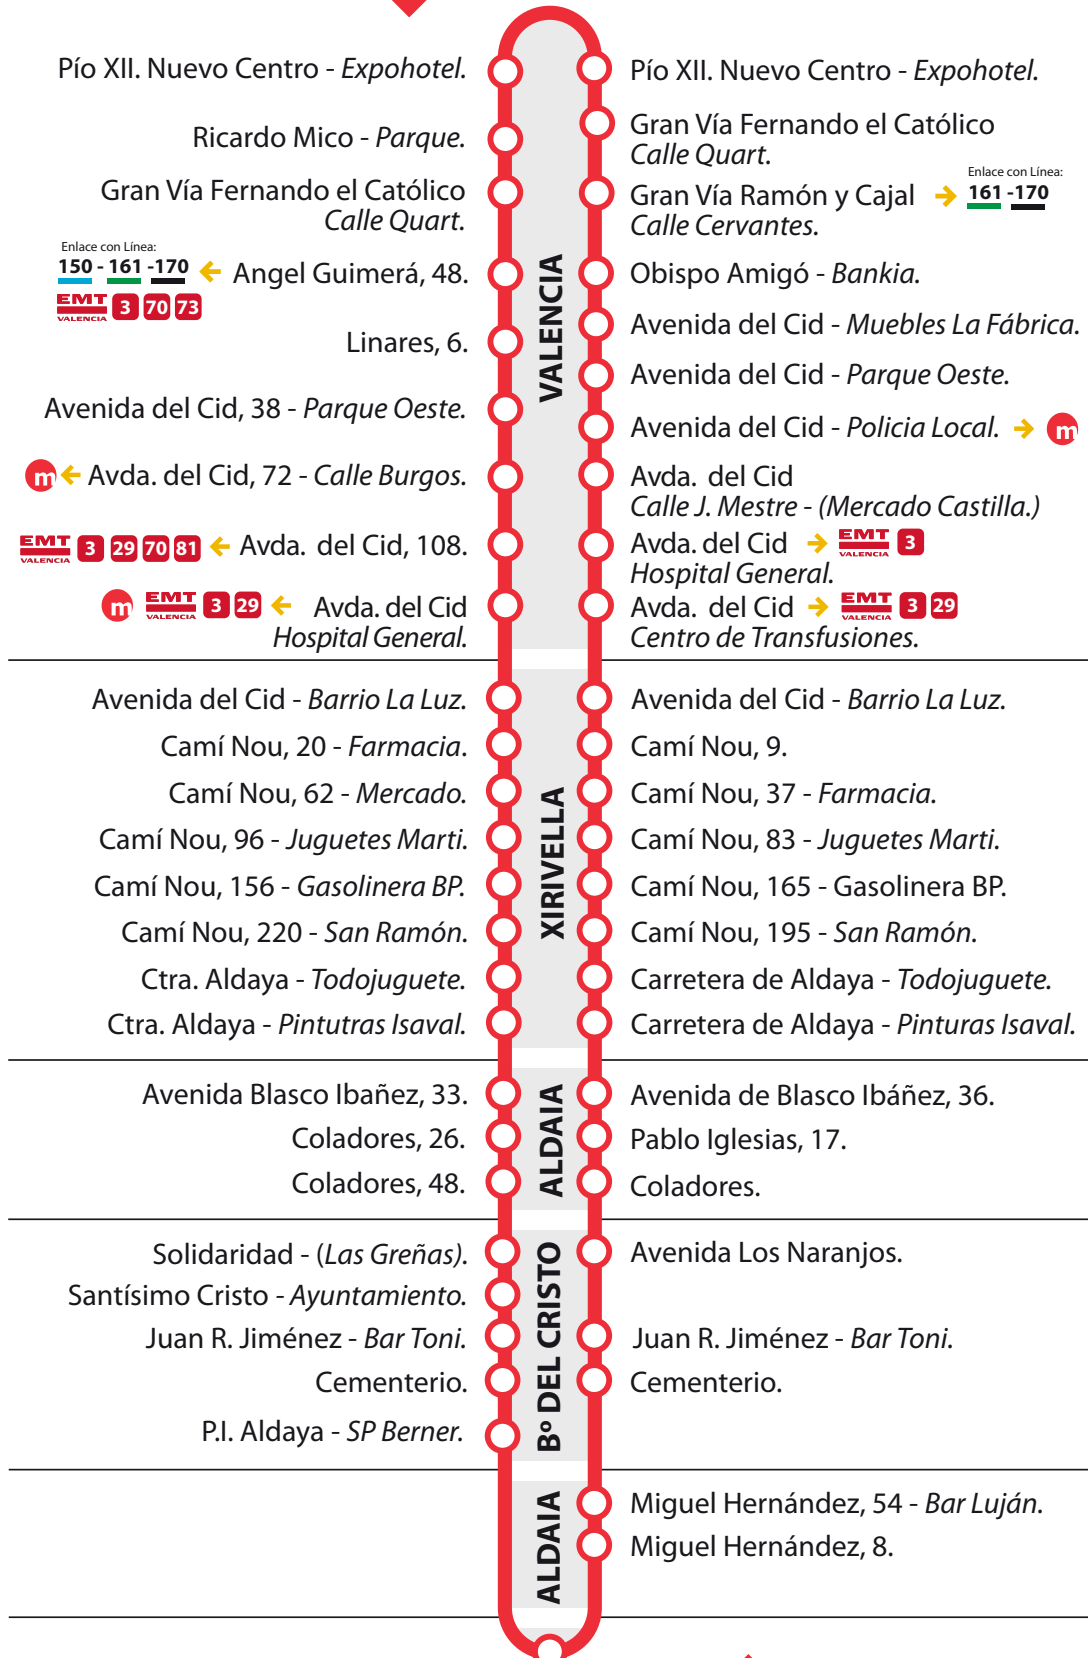 Pío XII. Nuevo Centro - Expohotel.
Ricardo Mico - Parque.
Gran Vía Fernando el Católico
Calle Quart.
Enlace con Línea:
150 - 161 -170
Angel Guimerá, 48.
EMT VALENCIA 3 70 73
Linares, 6.
Avenida del Cid, 38 - Parque Oeste.
m Avda. del Cid, 72 - Calle Burgos.
EMT VALENCIA 3 29 70 81 Avda. del Cid, 108.
m EMT VALENCIA 3 29 Avda. del Cid
Hospital General.
Avenida del Cid - Barrio La Luz.
Camí Nou, 20 - Farmacia.
Camí Nou, 62 - Mercado.
Camí Nou, 96 - Juguetes Marti.
Camí Nou, 156 - Gasolinera BP.
Camí Nou, 220 - San Ramón.
Ctra. Aldaya - Todojuguete.
Ctra. Aldaya - Pintutras Isaval.
Avenida Blasco Ibañez, 33.
Coladores, 26.
Coladores, 48.
Solidaridad - (Las Greñas).
Santísimo Cristo - Ayuntamiento.
Juan R. Jiménez - Bar Toni.
Cementerio.
P.I. Aldaya - SP Berner.
VALENCIA
XIRIVELLA
ALDAIA
Bº DEL CRISTO
ALDAIA
Pío XII. Nuevo Centro - Expohotel.
Gran Vía Fernando el Católico
Calle Quart.
Enlace con Línea:
Gran Vía Ramón y Cajal 161 -170
Calle Cervantes.
Obispo Amigó - Bankia.
Avenida del Cid - Muebles La Fábrica.
Avenida del Cid - Parque Oeste.
Avenida del Cid - Policia Local. m
Avda. del Cid
Calle J. Mestre - (Mercado Castilla.)
Avda. del Cid EMT VALENCIA 3
Hospital General.
Avda. del Cid EMT VALENCIA 3 29
Centro de Transfusiones.
Avenida del Cid - Barrio La Luz.
Camí Nou, 9.
Camí Nou, 37 - Farmacia.
Camí Nou, 83 - Juguetes Marti.
Camí Nou, 165 - Gasolinera BP.
Camí Nou, 195 - San Ramón.
Carretera de Aldaya - Todojuguete.
Carretera de Aldaya - Pinturas Isaval.
Avenida de Blasco Ibáñez, 36.
Pablo Iglesias, 17.
Coladores.
Avenida Los Naranjos.
Juan R. Jiménez - Bar Toni.
Cementerio.
Miguel Hernández, 54 - Bar Luján.
Miguel Hernández, 8.